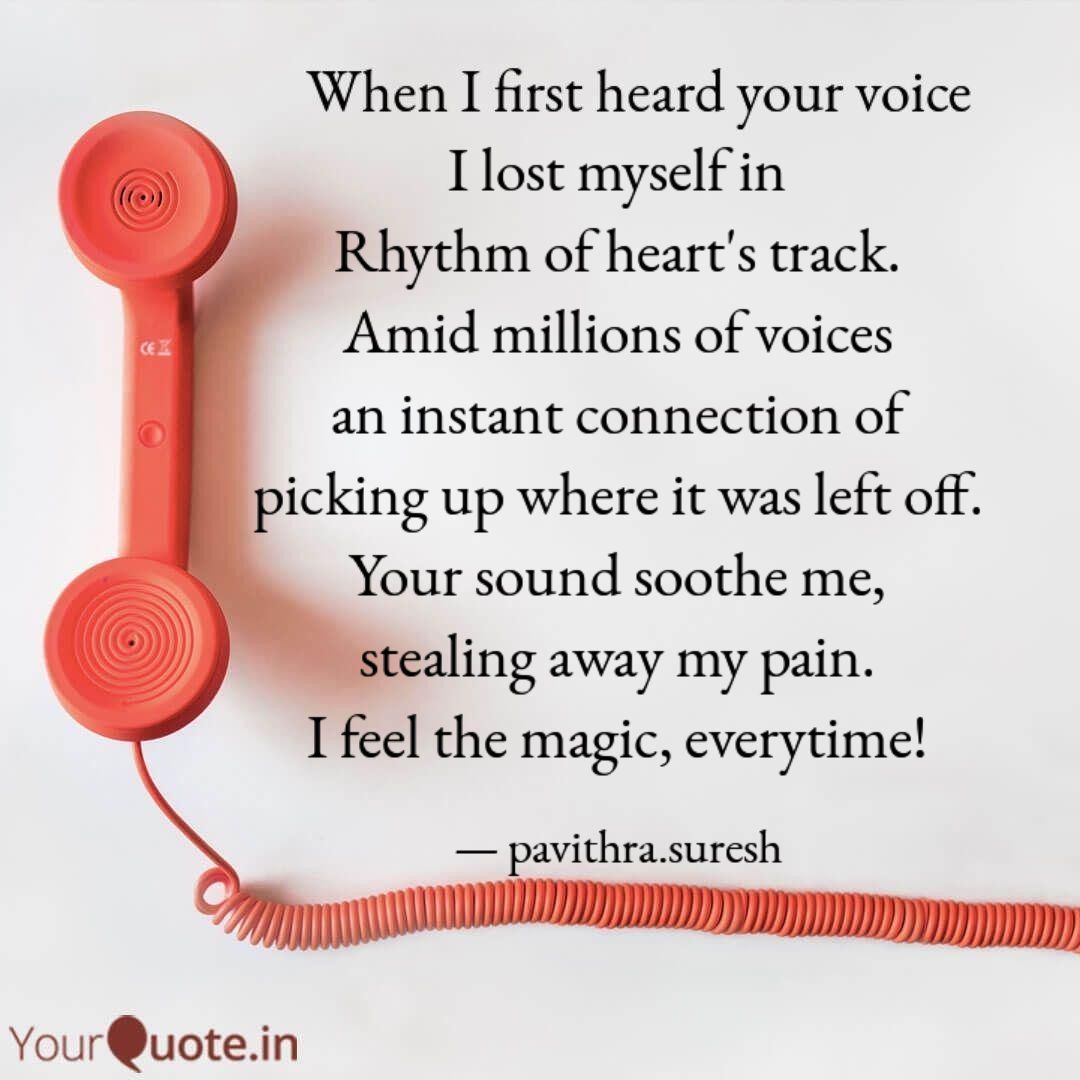 When I first heard your voice
I lost myself in
Rhythm of heart's track.
Amid millions of voices
an instant connection of
picking up where it was left off.
Your sound soothe me,
stealing away my pain.
I feel the magic, everytime!
— pavithra.suresh
YourQuote.in